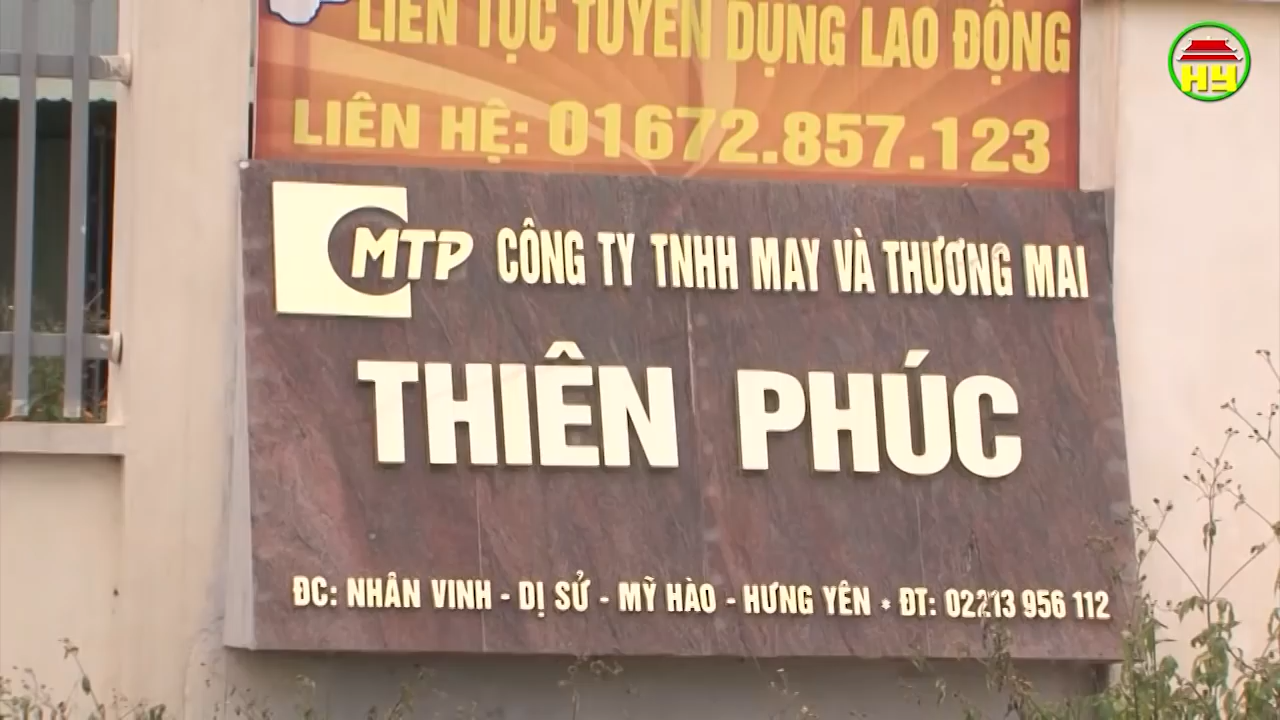 LIÊN TỤC TUYỂN DỤNG LAO ĐỘNG
HY
LIÊN HỆ: 01672.857.123
MTP CÔNG TY TNHH MAY VÀ THƯƠNG MAI
THIÊN PHÚC
ĐC: NHÂN VINH - DỊ SỬ - MỸ HÀO - HƯNG YÊN * ĐT: 02213 956 112